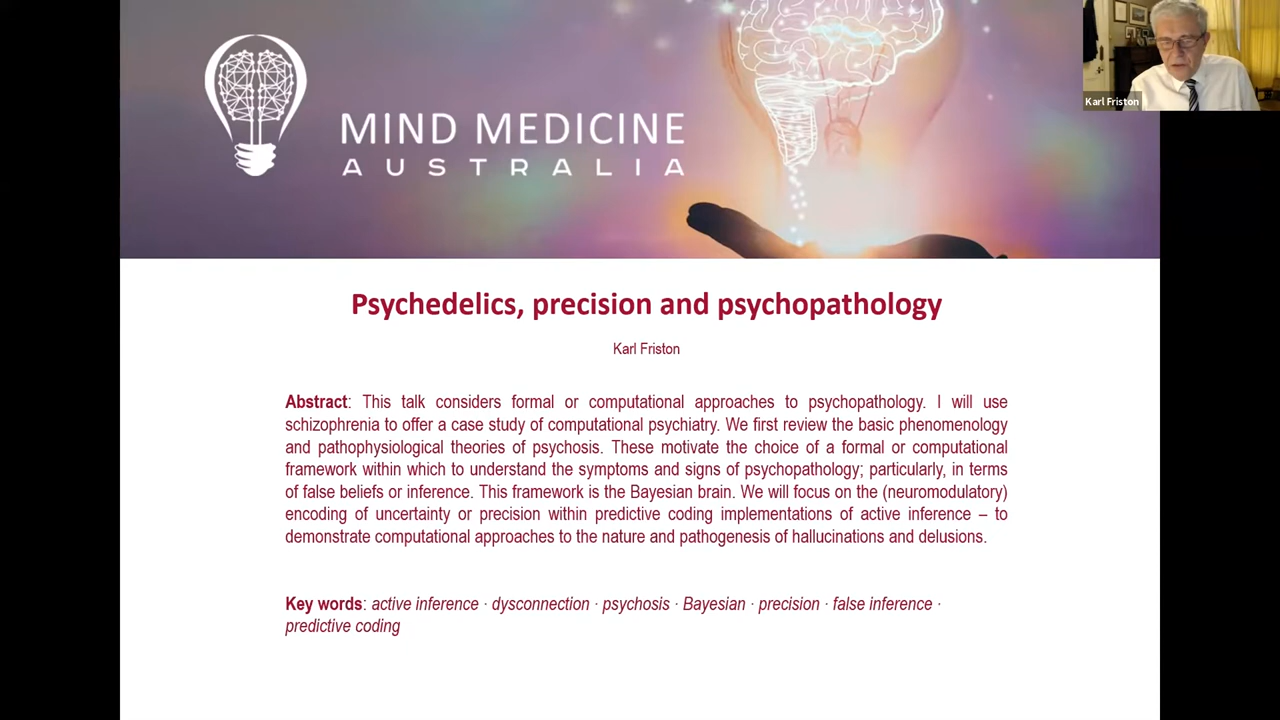 MIND MEDICINE
AUSTRALIA
Karl Friston
Psychedelics, precision and psychopathology
Karl Friston
Abstract: This talk considers formal or computational approaches to psychopathology. I will use
schizophrenia to offer a case study of computational psychiatry. We first review the basic phenomenology
and pathophysiological theories of psychosis. These motivate the choice of a formal or computational
framework within which to understand the symptoms and signs of psychopathology; particularly, in terms
of false beliefs or inference. This framework is the Bayesian brain. We will focus on the (neuromodulatory)
encoding of uncertainty or precision within predictive coding implementations of active inference – to
demonstrate computational approaches to the nature and pathogenesis of hallucinations and delusions.
Key words: active inference · dysconnection · psychosis · Bayesian · precision · false inference ·
predictive coding